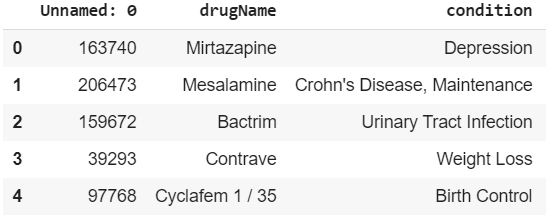 Unnamed: 0 drugName condition
0 163740 Mirtazapine Depression
1 206473 Mesalamine Crohn's Disease, Maintenance
2 159672 Bactrim Urinary Tract Infection
3 39293 Contrave Weight Loss
4 97768 Cyclafem 1 / 35 Birth Control